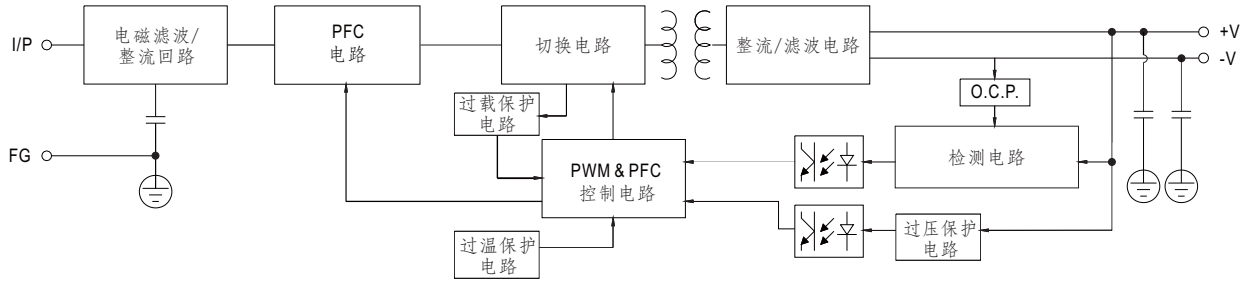 I/P
电磁滤波/
整流回路
PFC
电路
切换电路
整流/滤波电路
+V
-V
O.C.P.
过载保护
电路
FG
PWM & PFC
控制电路
检测电路
过温保护
电路
过压保护
电路